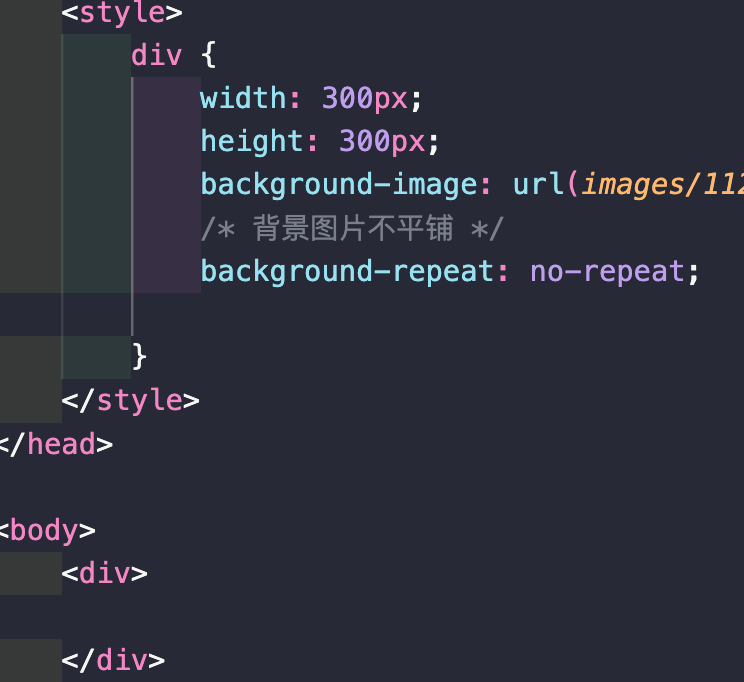 <style>
div {
width: 300px;
height: 300px;
background-image: url(images/112
/* 背景图片不平铺 */
background-repeat: no-repeat;
}
</style>
</head>
<body>
<div>
</div>